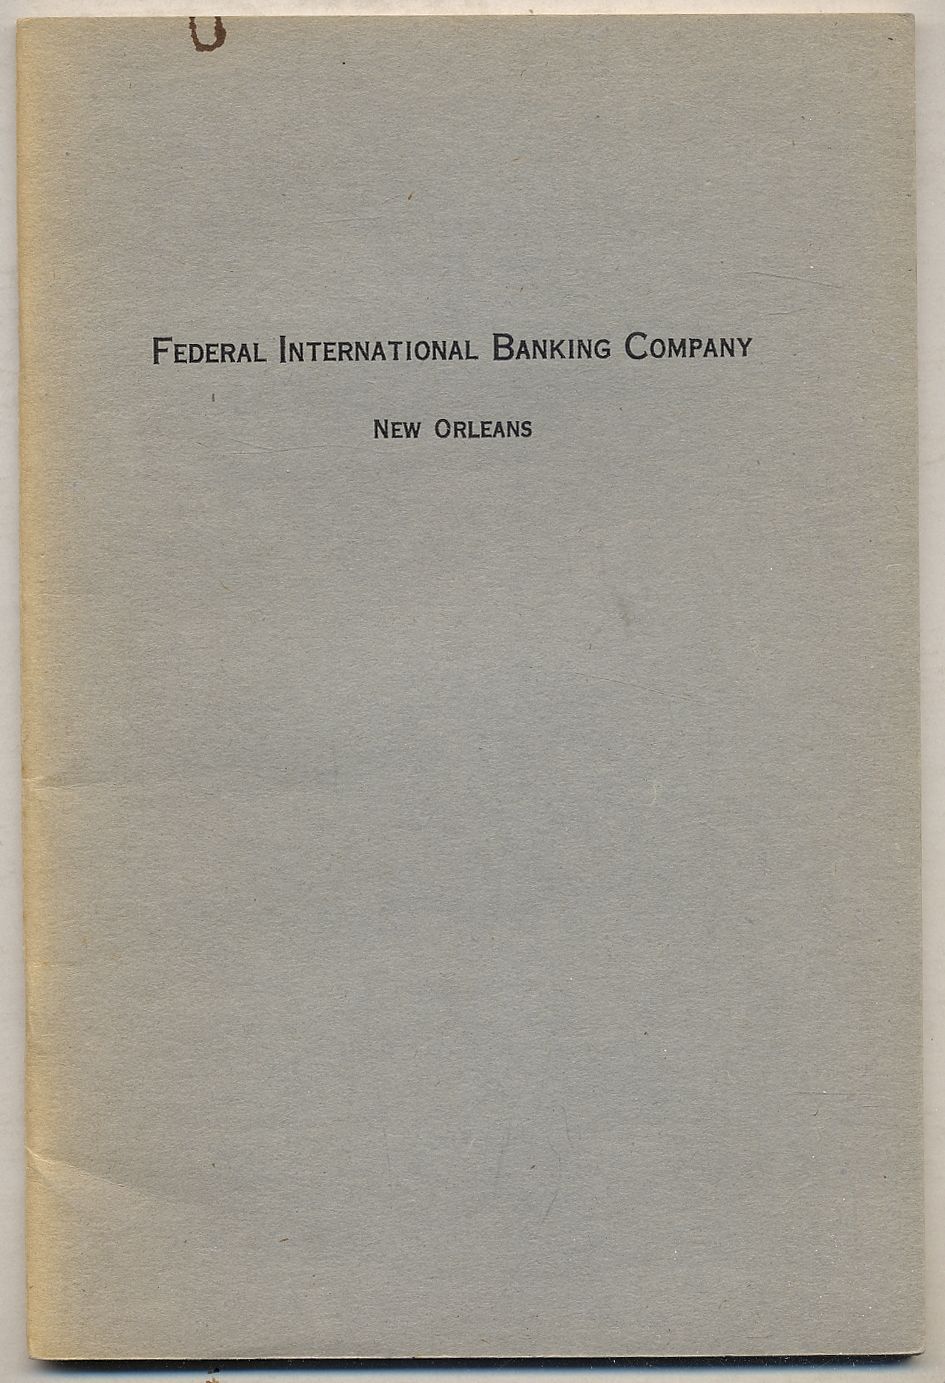 Federal International Banking Company
New Orleans